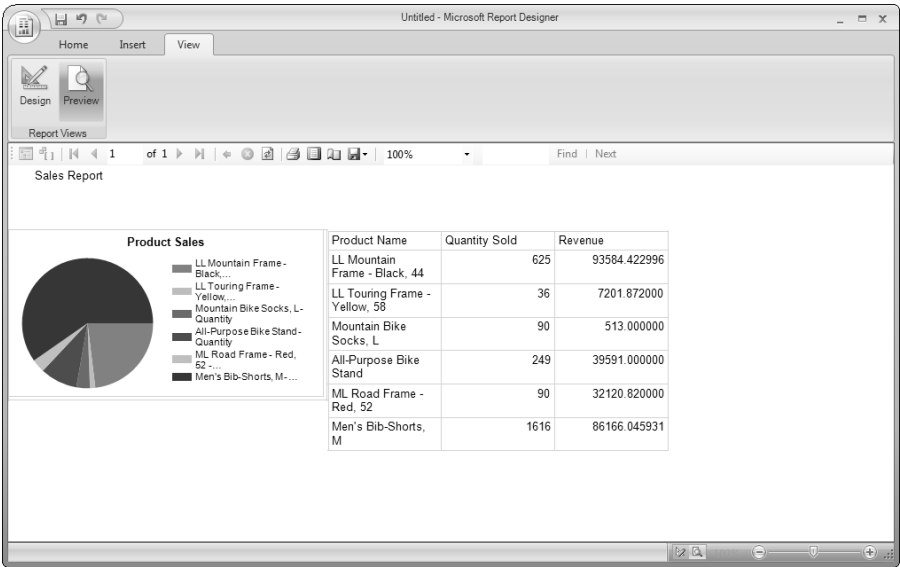 Untitled - Microsoft Report Designer
Home Insert View
Design Preview
Report Views
1 of 1 100% Find | Next
Sales Report
Product Sales
LL Mountain Frame - Black,...
LL Touring Frame - Yellow,...
Mountain Bike Socks, L - Quantity
All-Purpose Bike Stand - Quantity
ML Road Frame - Red, 52 -...
Men's Bib-Shorts, M-...
Product Name Quantity Sold Revenue
LL Mountain Frame - Black, 44 625 93584.422996
LL Touring Frame - Yellow, 58 36 7201.872000
Mountain Bike Socks, L 90 513.000000
All-Purpose Bike Stand 249 39591.000000
ML Road Frame - Red, 52 90 32120.820000
Men's Bib-Shorts, M 1616 86166.045931